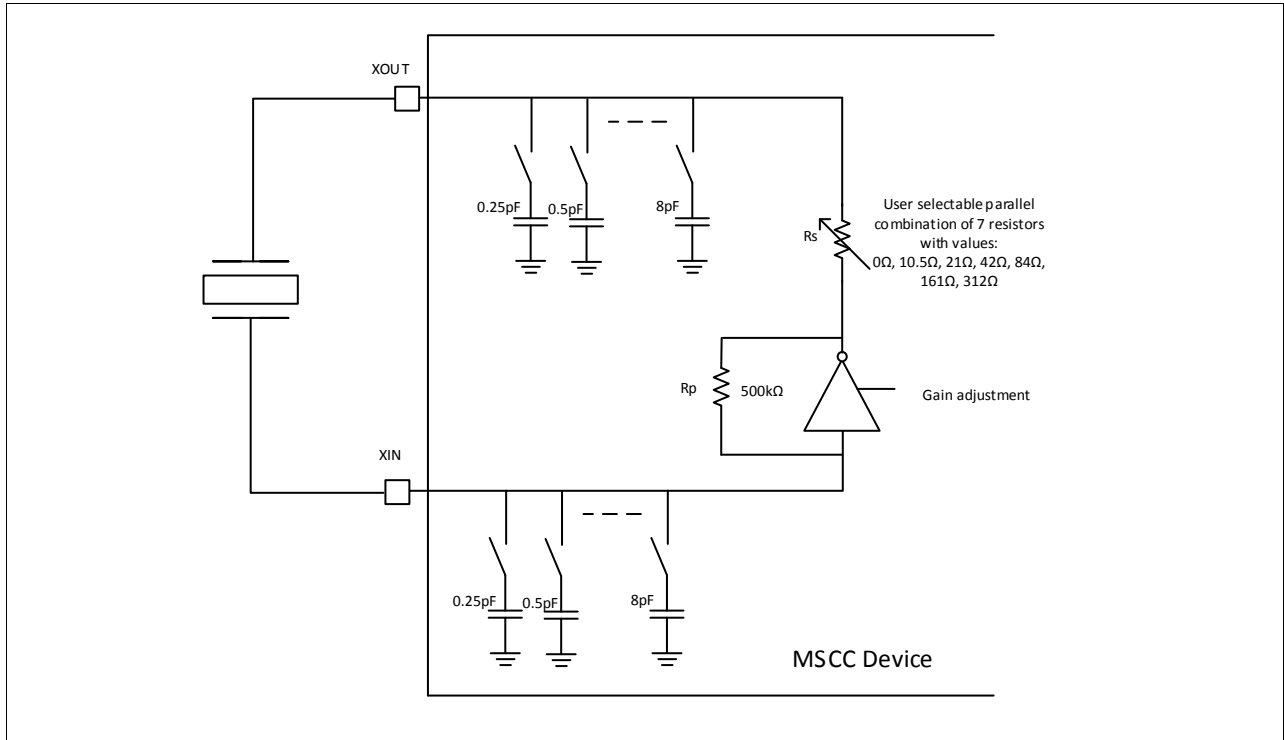 XOUT
0.25pF
0.5pF
8pF
Rs
User selectable parallel
combination of 7 resistors
with values:
0Ω, 10.5Ω, 21Ω, 42Ω, 84Ω,
161Ω, 312Ω
Rp
500kΩ
Gain adjustment
XIN
0.25pF
0.5pF
8pF
MSCC Device